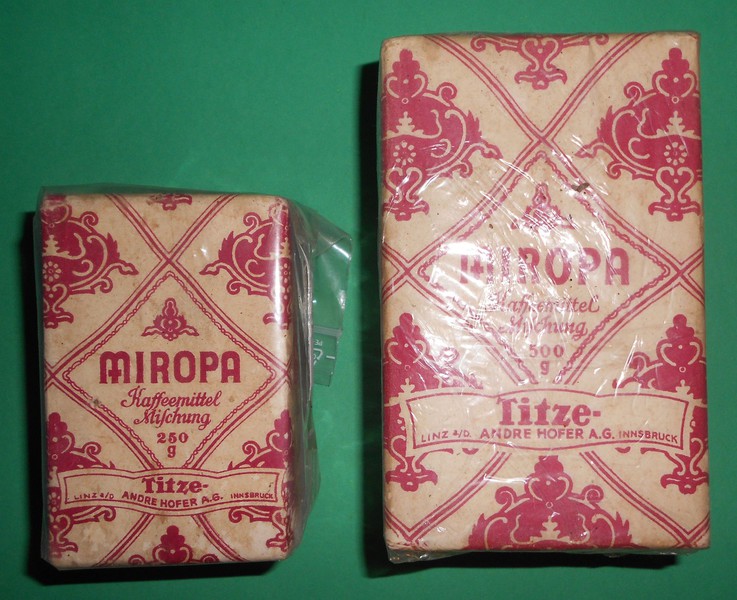 MIROPA
Kaffeemittel
Mischung
250
g
Titze-
LINZ a/D. ANDRE HOFER A.G. INNSBRUCK
MIROPA
Kaffeemittel
Mischung
500
g
Titze-
LINZ a/D. ANDRE HOFER A.G. INNSBRUCK